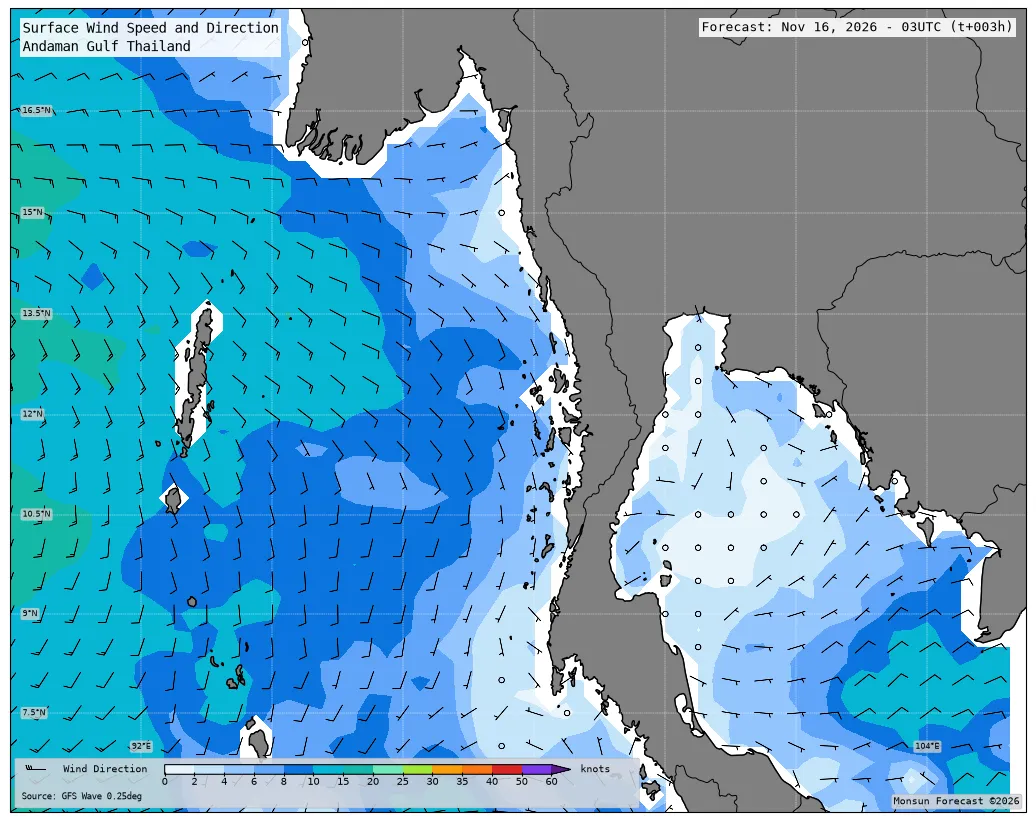 Surface Wind Speed and Direction
Andaman Gulf Thailand
Forecast: Nov 16, 2026 - 03UTC (t+003h)
16.5°N
15°N
13.5°N
12°N
10.5°N
9°N
7.5°N
92°E
104°E
Wind Direction
0 2 4 6 8 10 15 20 25 30 35 40 50 60
knots
Source: GFS Wave 0.25deg
Monsun Forecast ©2026